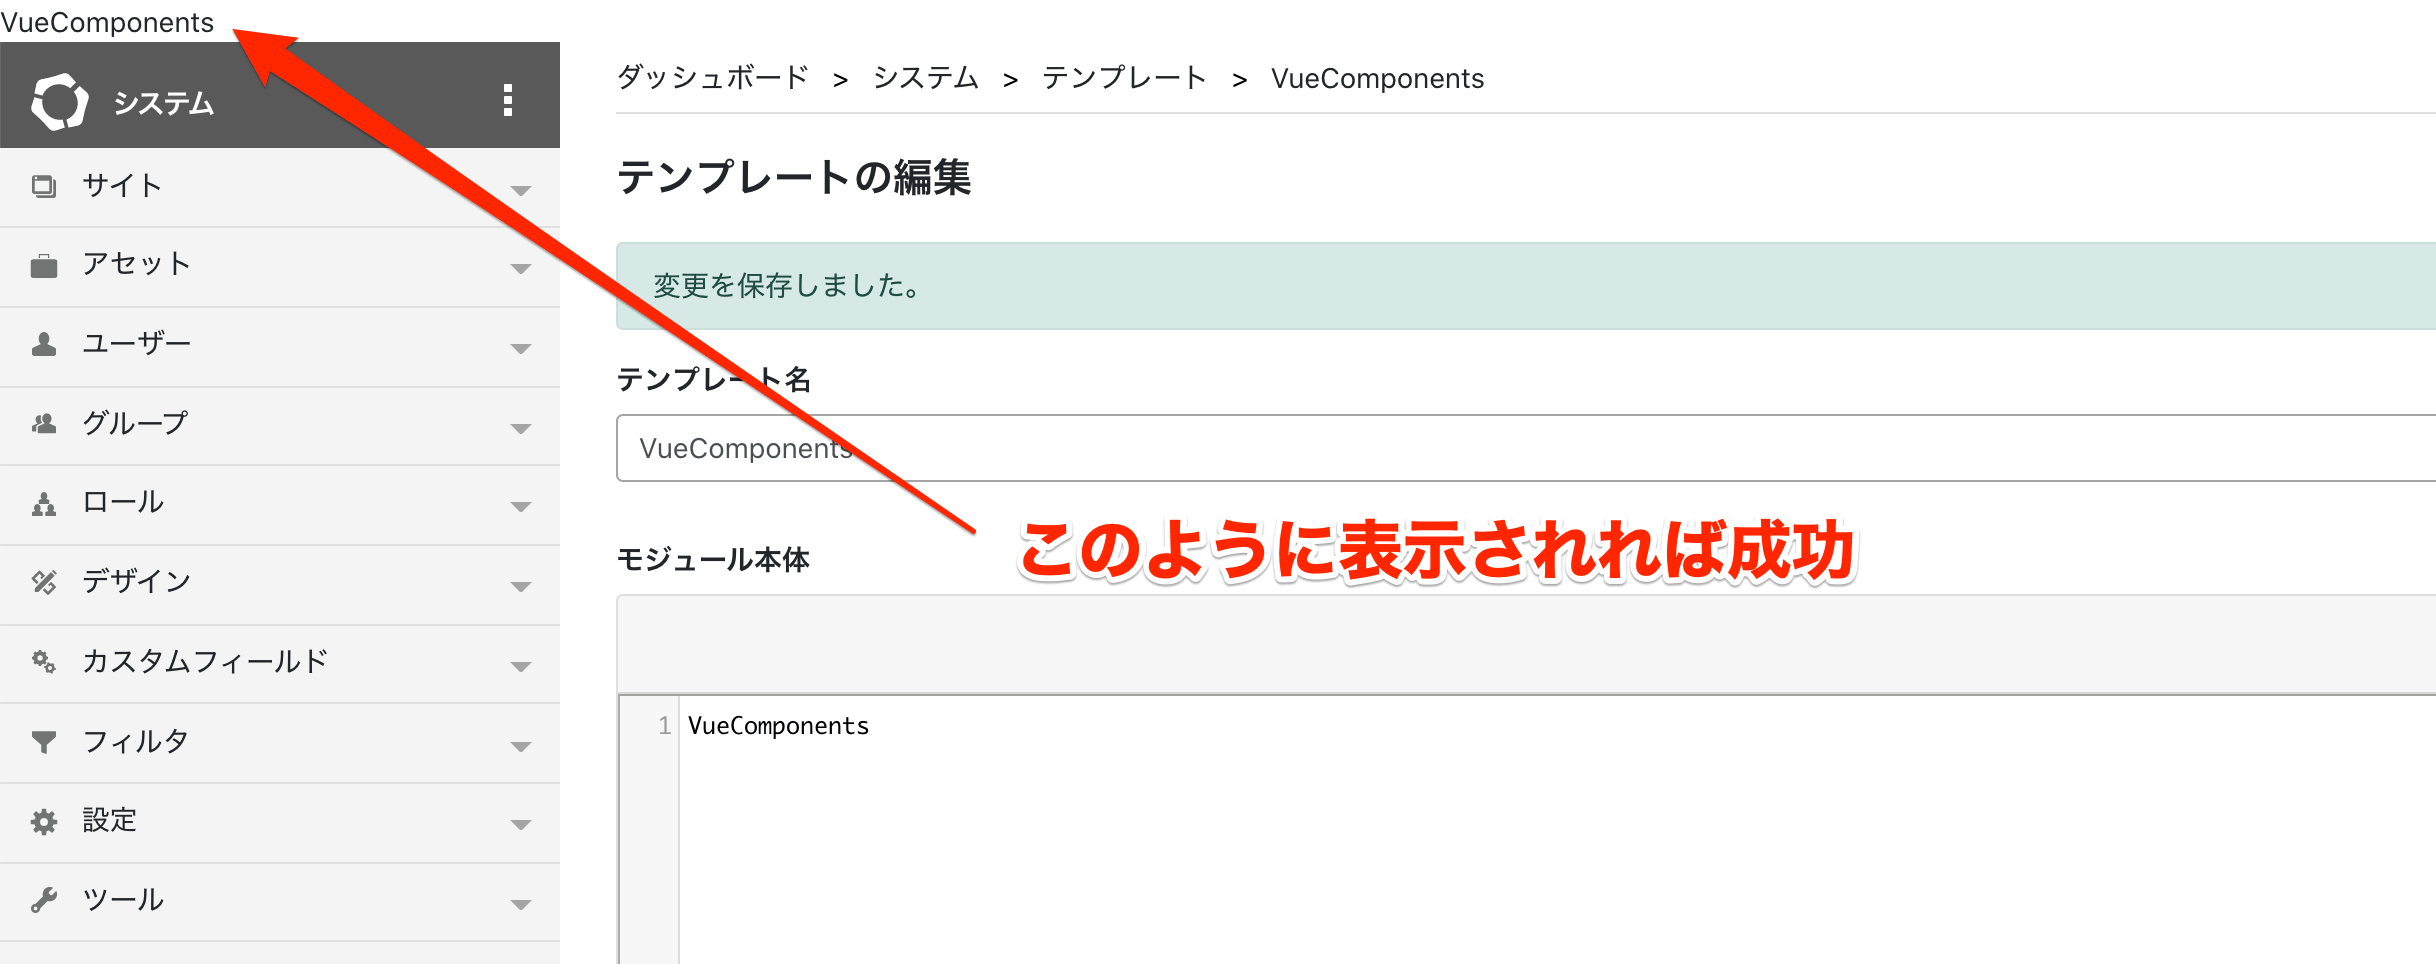 VueComponents
システム
サイト
アセット
ユーザー
グループ
ロール
デザイン
カスタムフィールド
フィルタ
設定
ツール
ダッシュボード > システム > テンプレート > VueComponents
テンプレートの編集
変更を保存しました。
テンプレート名
VueComponents
このように表示されれば成功
モジュール本体
1 VueComponents